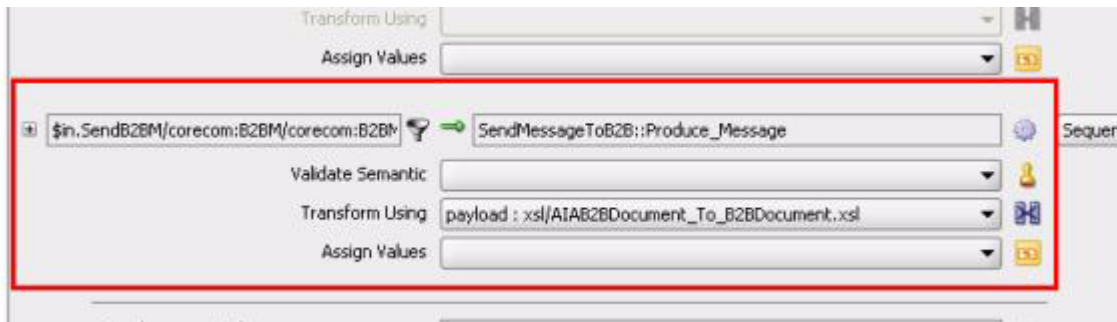 Transform Using
Assign Values
$in.SendB2BM/corecom:B2BM/corecom:B2BM
SendMessageToB2B::Produce_Message
Sequen
Validate Semantic
Transform Using
payload : xsl/AIAB2BDocument_To_B2BDocument.xsl
Assign Values